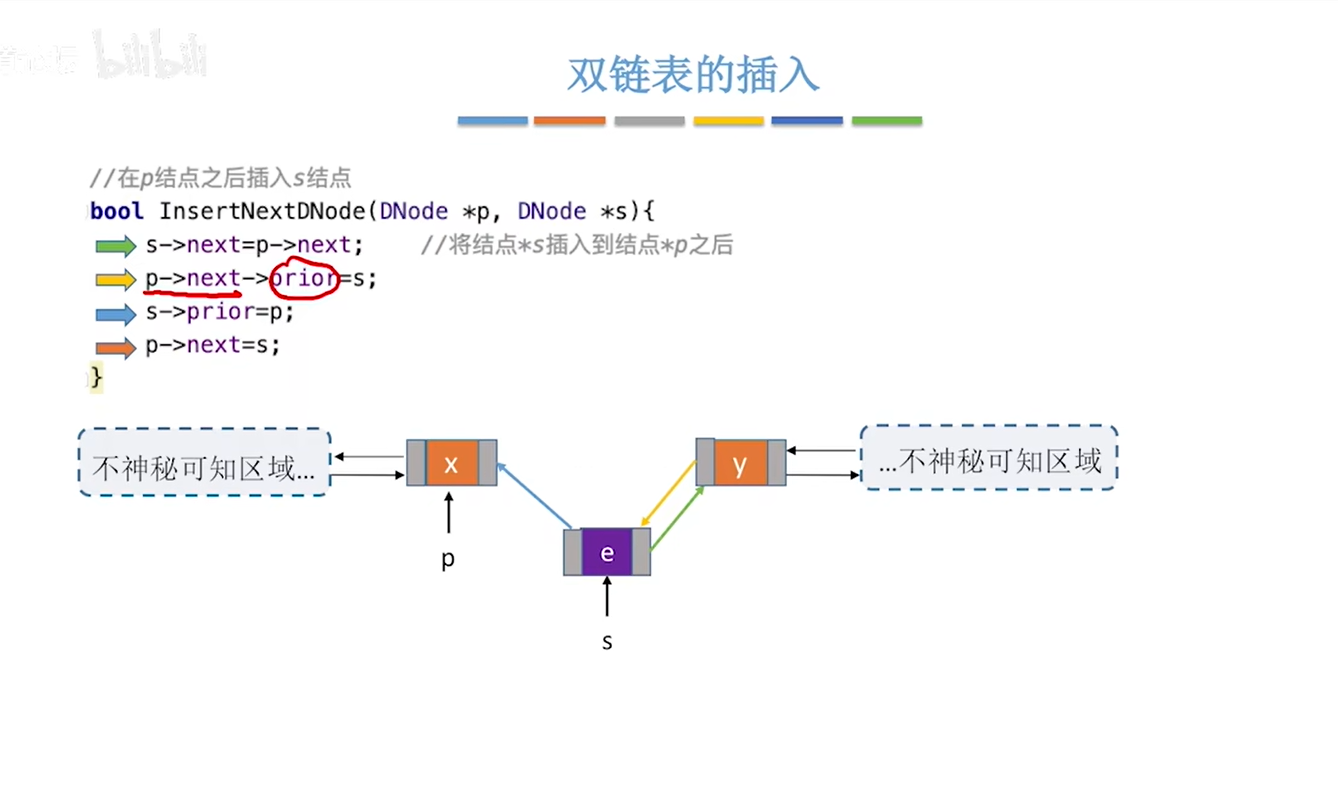 bilibili
双链表的插入
//在p结点之后插入s结点
bool InsertNextDNode(DNode *p, DNode *s){
s->next=p->next;    //将结点*s插入到结点*p之后
p->next->prior=s;
s->prior=p;
p->next=s;
}
不神秘可知区域...
x
y
...不神秘可知区域
p
e
s